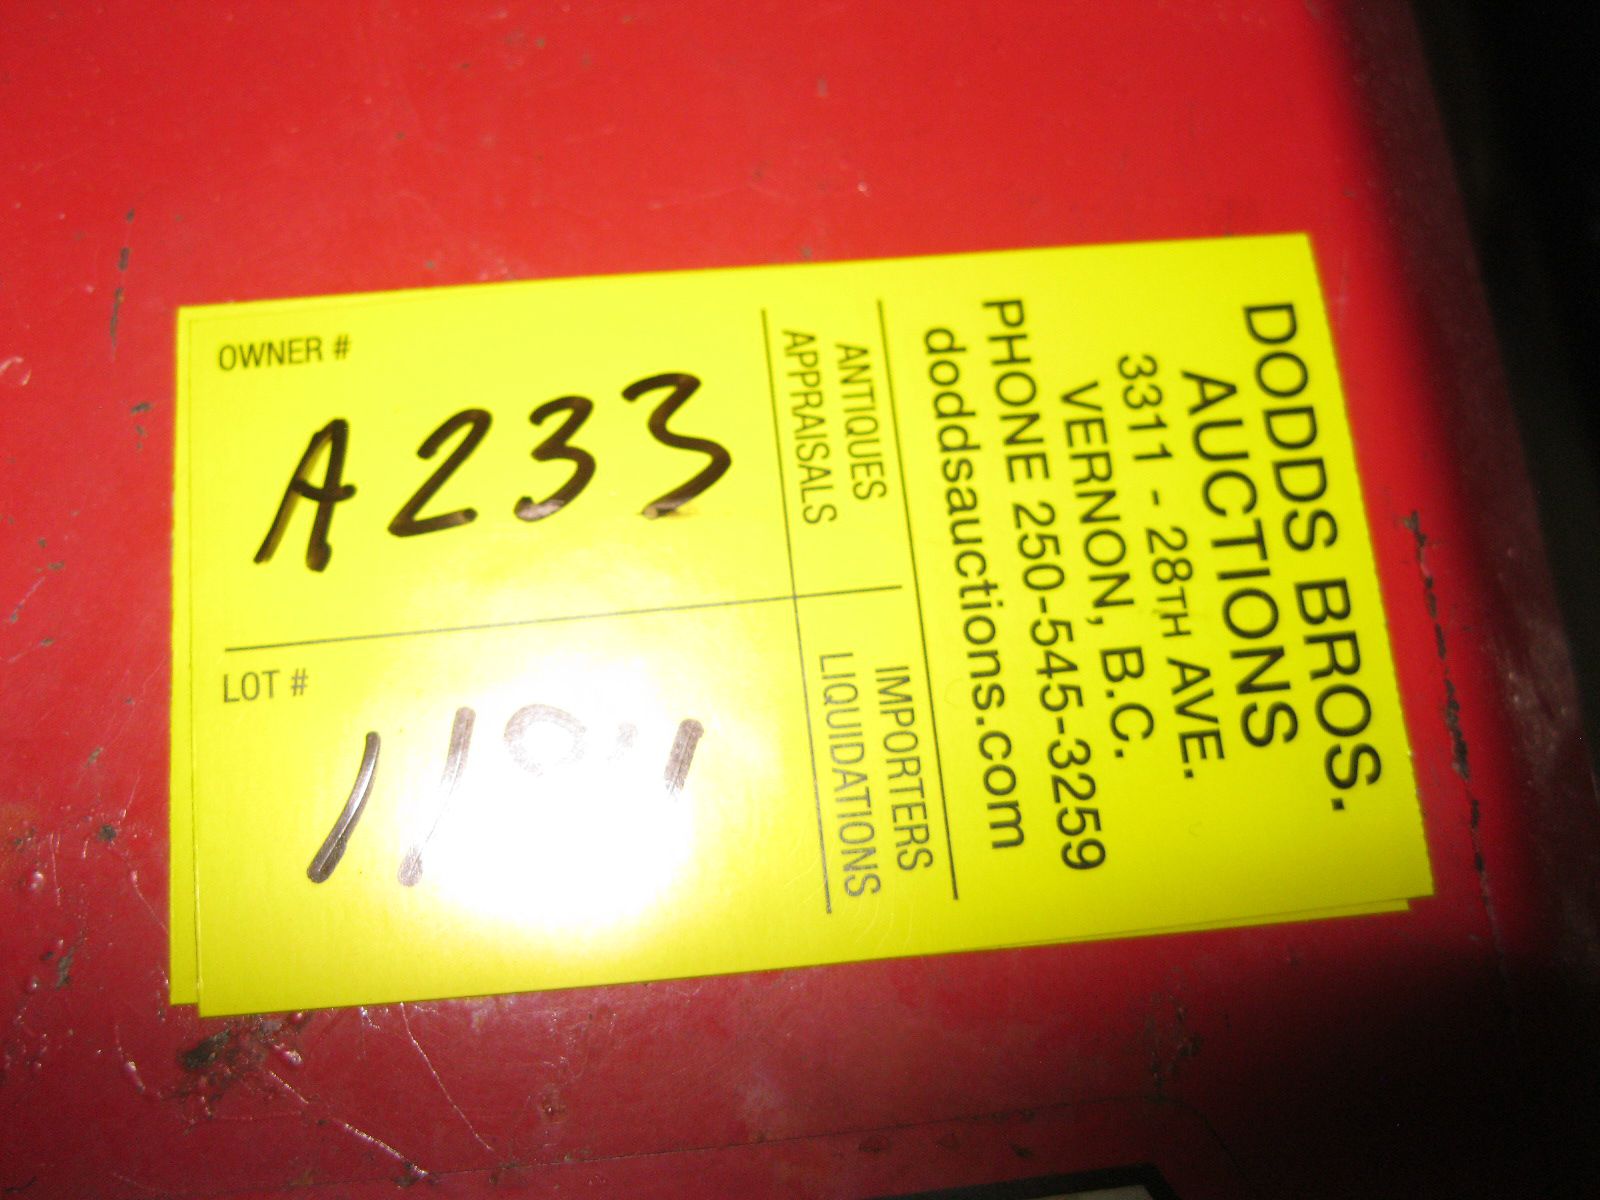 DODDS BROS.
AUCTIONS
3311 - 28TH AVE.
VERNON, B.C.
PHONE 250-545-3259
doddsauctions.com
ANTIQUES
APPRAISALS
IMPORTERS
LIQUIDATIONS
OWNER #
A233
LOT #